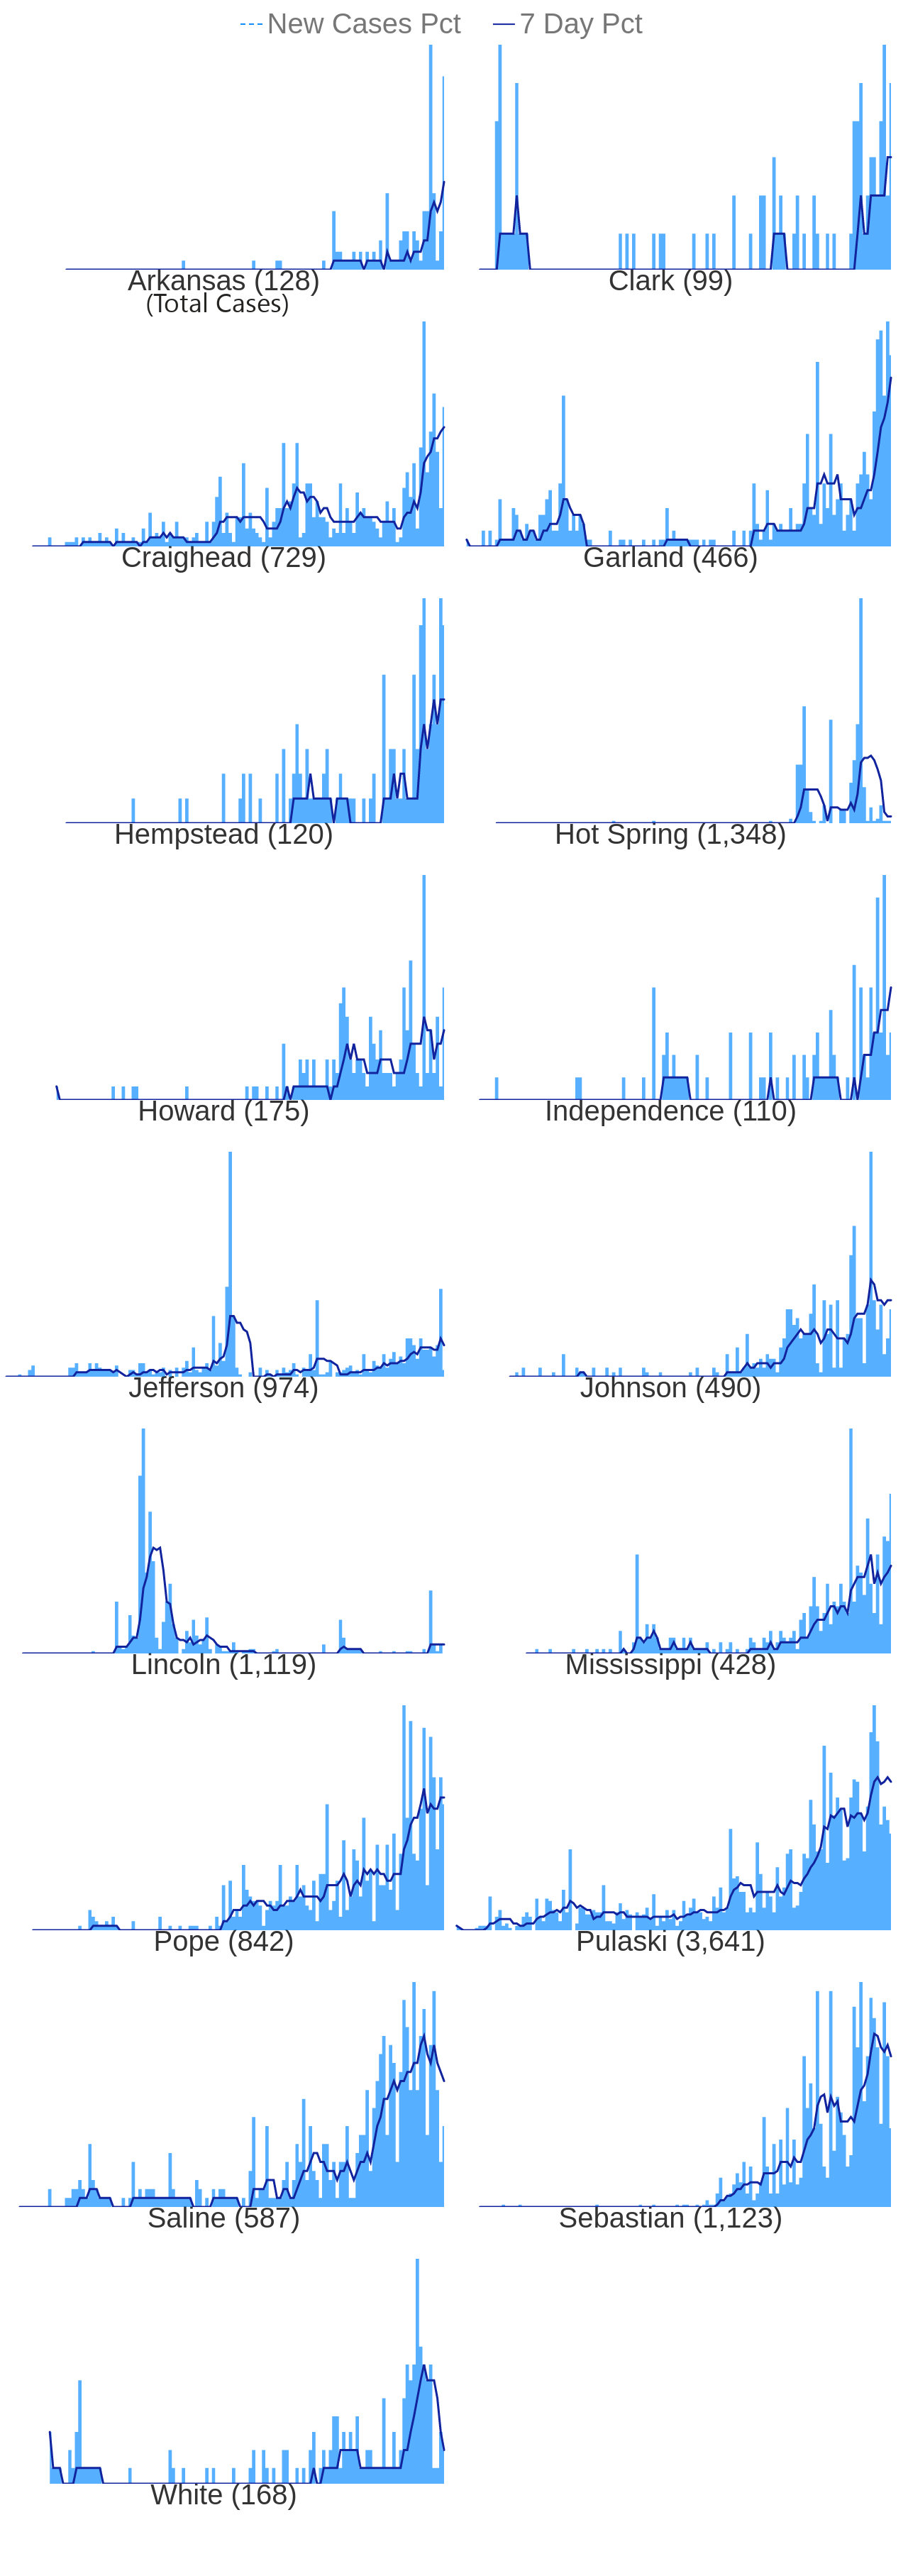 New Cases Pct 7 Day Pct
Arkansas (128) Clark (99)
(Total Cases)
Craighead (729) Garland (466)
Hempstead (120) Hot Spring (1,348)
Howard (175) Independence (110)
Jefferson (974) Johnson (490)
Lincoln (1,119) Mississippi (428)
Pope (842) Pulaski (3,641)
Saline (587) Sebastian (1,123)
White (168)